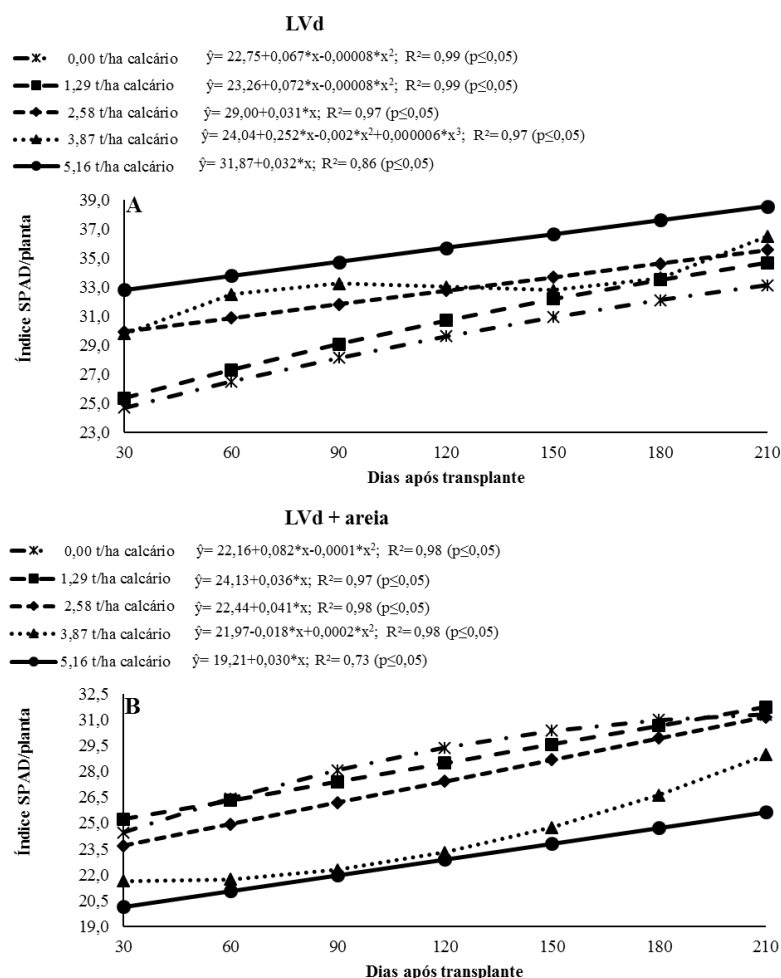 LVd
0,00 t/ha calcário ŷ= 22,75+0,067*x-0,00008*x²; R²= 0,99 (p≤0,05)
1,29 t/ha calcário ŷ= 23,26+0,072*x-0,00008*x²; R²= 0,99 (p≤0,05)
2,58 t/ha calcário ŷ= 29,00+0,031*x; R²= 0,97 (p≤0,05)
3,87 t/ha calcário ŷ= 24,04+0,252*x-0,002*x²+0,000006*x³; R²= 0,97 (p≤0,05)
5,16 t/ha calcário ŷ= 31,87+0,032*x; R²= 0,86 (p≤0,05)
A
Índice SPAD/planta
39,0
37,0
35,0
33,0
31,0
29,0
27,0
25,0
23,0
30 60 90 120 150 180 210
Dias após transplante
LVd + areia
0,00 t/ha calcário ŷ= 22,16+0,082*x-0,0001*x²; R²= 0,98 (p≤0,05)
1,29 t/ha calcário ŷ= 24,13+0,036*x; R²= 0,97 (p≤0,05)
2,58 t/ha calcário ŷ= 22,44+0,041*x; R²= 0,98 (p≤0,05)
3,87 t/ha calcário ŷ= 21,97-0,018*x+0,0002*x²; R²= 0,98 (p≤0,05)
5,16 t/ha calcário ŷ= 19,21+0,030*x; R²= 0,73 (p≤0,05)
B
Índice SPAD/planta
32,5
31,0
29,5
28,0
26,5
25,0
23,5
22,0
20,5
19,0
30 60 90 120 150 180 210
Dias após transplante